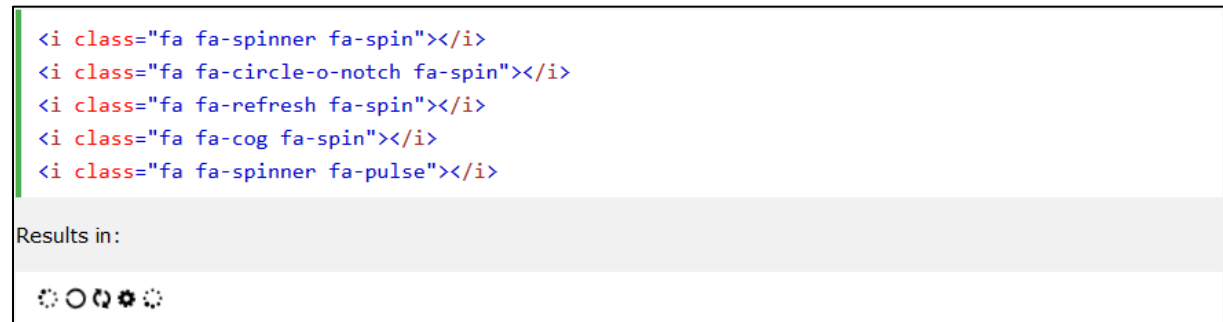 <i class="fa fa-spinner fa-spin"></i>
<i class="fa fa-circle-o-notch fa-spin"></i>
<i class="fa fa-refresh fa-spin"></i>
<i class="fa fa-cog fa-spin"></i>
<i class="fa fa-spinner fa-pulse"></i>
Results in: